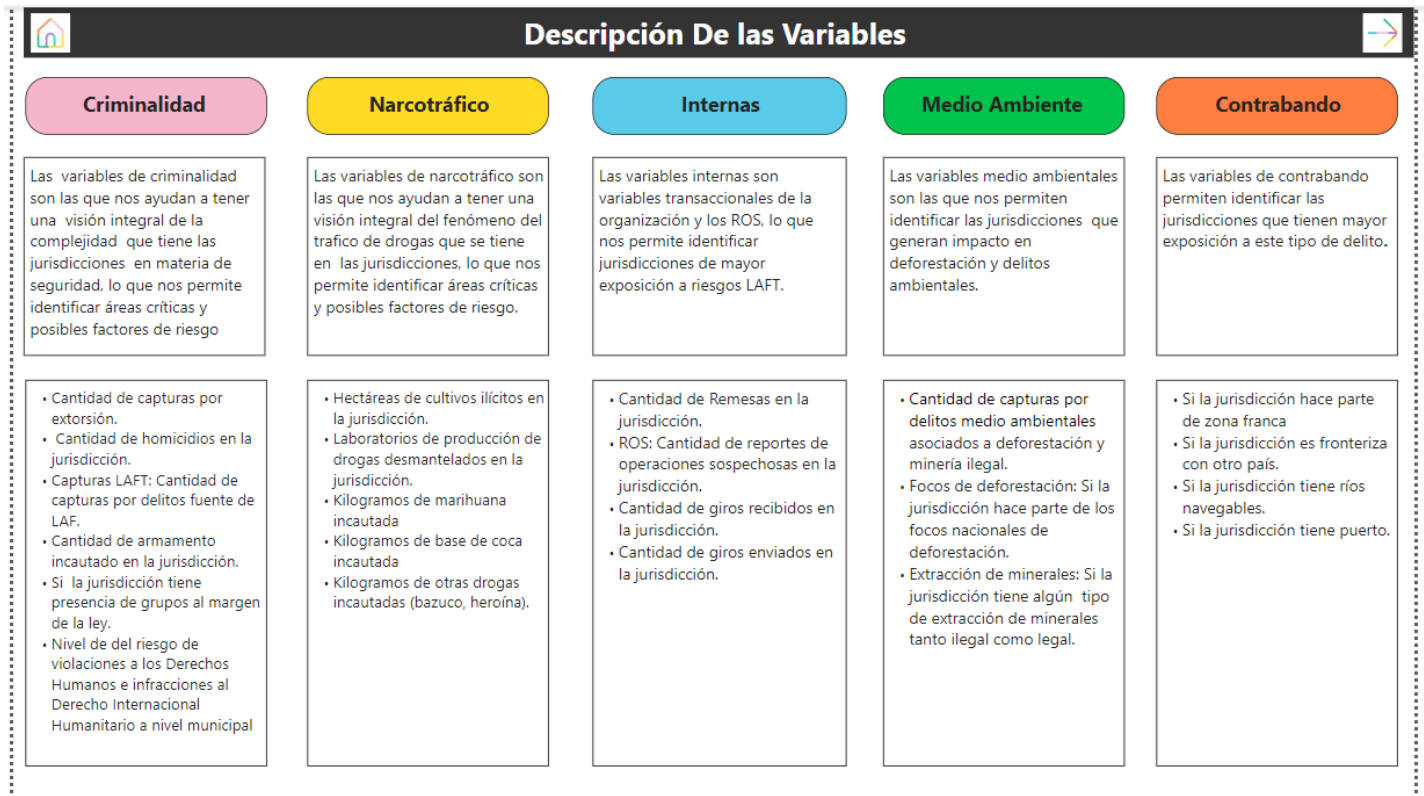 Descripción De las Variables
Criminalidad
Narcotráfico
Internas
Medio Ambiente
Contrabando
Las variables de criminalidad
son las que nos ayudan a tener
una visión integral de la
complejidad que tiene las
jurisdicciones en materia de
seguridad, lo que nos permite
identificar áreas críticas y
posibles factores de riesgo
Las variables de narcotráfico son
las que nos ayudan a tener una
visión integral del fenómeno del
trafico de drogas que se tiene
en las jurisdicciones, lo que nos
permite identificar áreas críticas
y posibles factores de riesgo.
Las variables internas son
variables transaccionales de la
organización y los ROS, lo que
nos permite identificar
jurisdicciones de mayor
exposición a riesgos LAFT.
Las variables medio ambientales
son las que nos permiten
identificar las jurisdicciones que
generan impacto en
deforestación y delitos
ambientales.
Las variables de contrabando
permiten identificar las
jurisdicciones que tienen mayor
exposición a este tipo de delito.
• Cantidad de capturas por
extorsión.
• Cantidad de homicidios en la
jurisdicción.
• Capturas LAFT: Cantidad de
capturas por delitos fuente de
LAF.
• Cantidad de armamento
incautado en la jurisdicción.
• Si la jurisdicción tiene
presencia de grupos al margen
de la ley.
• Nivel de del riesgo de
violaciones a los Derechos
Humanos e infracciones al
Derecho Internacional
Humanitario a nivel municipal
• Hectáreas de cultivos ilícitos en
la jurisdicción.
• Laboratorios de producción de
drogas desmantelados en la
jurisdicción.
• Kilogramos de marihuana
incautada
• Kilogramos de base de coca
incautada
• Kilogramos de otras drogas
incautadas (bazuco, heroína).
• Cantidad de Remesas en la
jurisdicción.
• ROS: Cantidad de reportes de
operaciones sospechosas en la
jurisdicción.
• Cantidad de giros recibidos en
la jurisdicción.
• Cantidad de giros enviados en
la jurisdicción.
• Cantidad de capturas por
delitos medio ambientales
asociados a deforestación y
minería ilegal.
• Focos de deforestación: Si la
jurisdicción hace parte de los
focos nacionales de
deforestación.
• Extracción de minerales: Si la
jurisdicción tiene algún tipo
de extracción de minerales
tanto ilegal como legal.
• Si la jurisdicción hace parte
de zona franca
• Si la jurisdicción es fronteriza
con otro país.
• Si la jurisdicción tiene ríos
navegables.
• Si la jurisdicción tiene puerto.